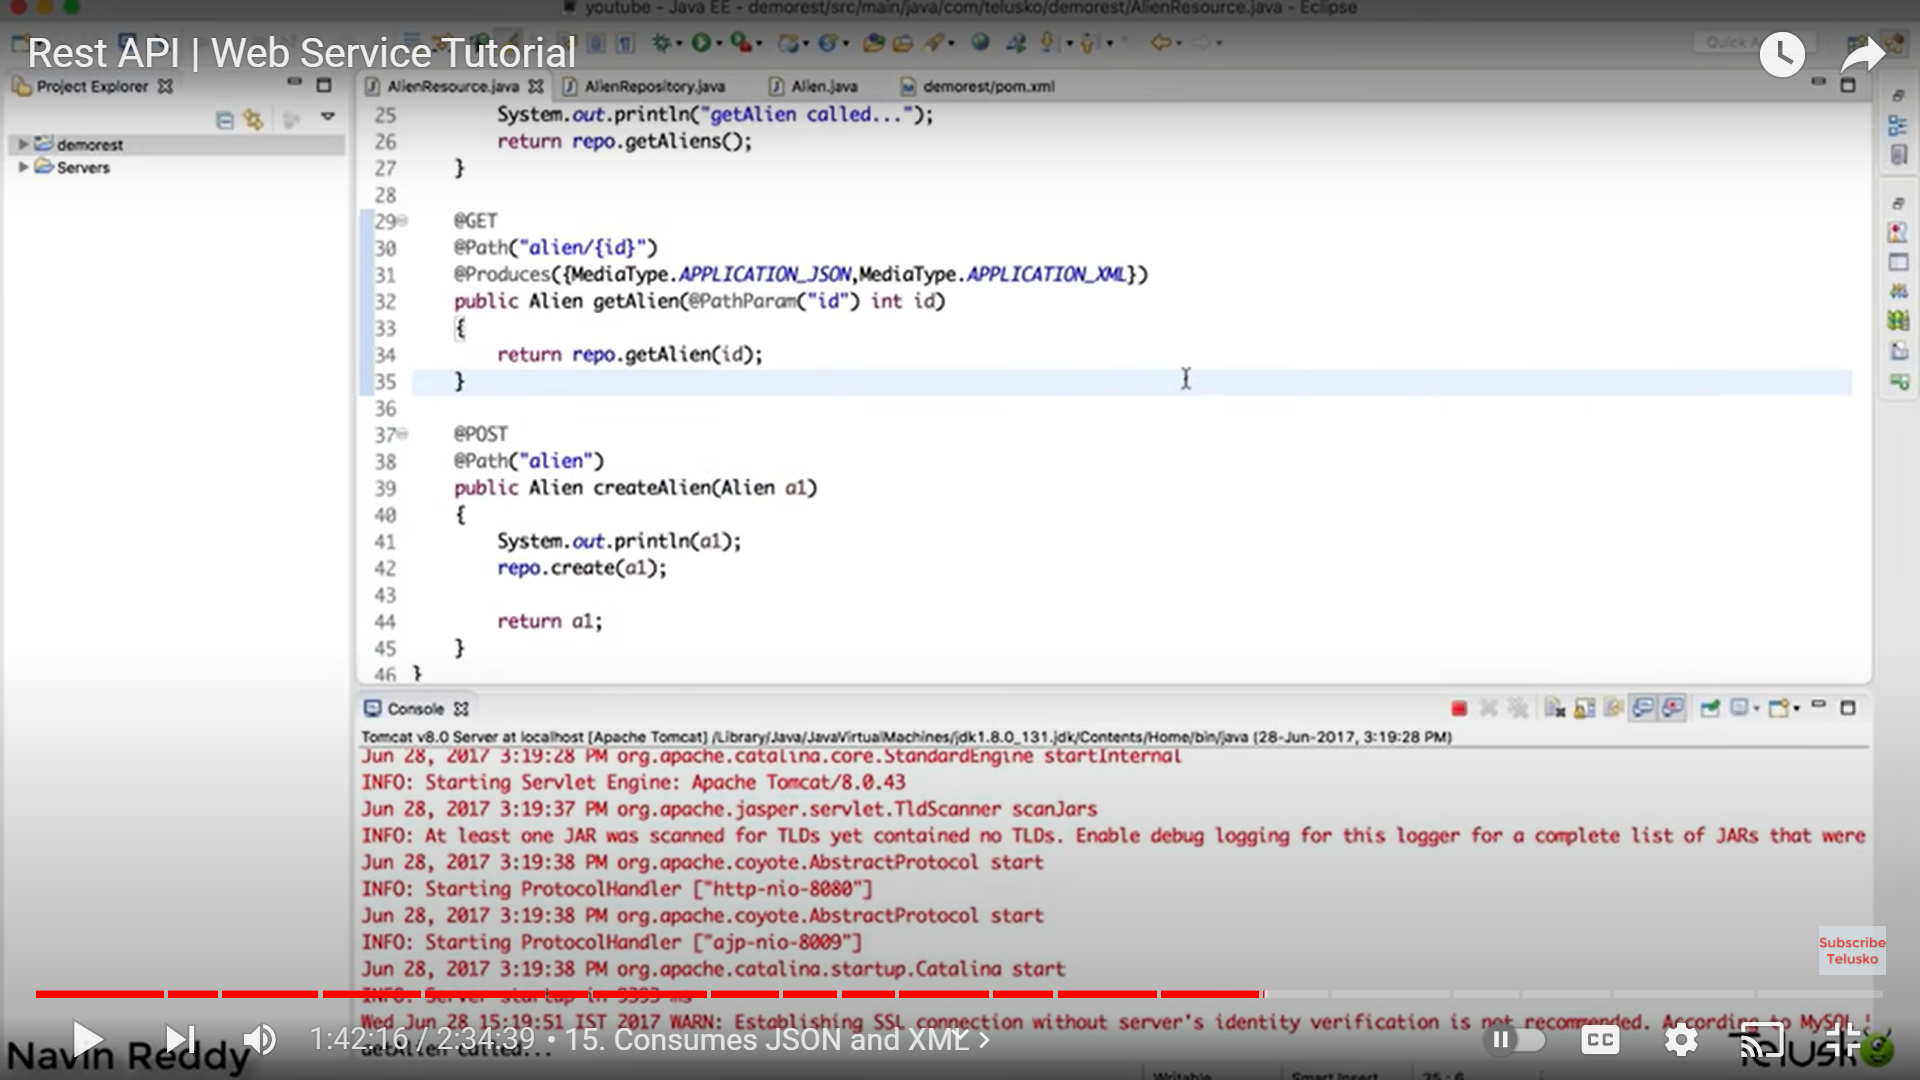 youtube - Java EE - demorest/src/main/java/com/telusko/demorest/AlienResource.java - Eclipse
Rest API | Web Service Tutorial
Quick A
Project Explorer
AlienResource.java
AlienRepository.java
Alien.java
demorest/pom.xml
demorest
Servers
25 System.out.println("getAlien called...");
26 return repo.getAliens();
27 }
28
29 @GET
30 @Path("alien/{id}")
31 @Produces({MediaType.APPLICATION_JSON,MediaType.APPLICATION_XML})
32 public Alien getAlien(@PathParam("id") int id)
33 {
34 return repo.getAlien(id);
35 }
36
37 @POST
38 @Path("alien")
39 public Alien createAlien(Alien a1)
40 {
41 System.out.println(a1);
42 repo.create(a1);
43
44 return a1;
45 }
46 }
Console
Tomcat v8.0 Server at localhost [Apache Tomcat] /Library/Java/JavaVirtualMachines/jdk1.8.0_131.jdk/Contents/Home/bin/java (28-Jun-2017, 3:19:28 PM)
Jun 28, 2017 3:19:28 PM org.apache.catalina.core.StandardEngine startInternal
INFO: Starting Servlet Engine: Apache Tomcat/8.0.43
Jun 28, 2017 3:19:37 PM org.apache.jasper.servlet.TldScanner scanJars
INFO: At least one JAR was scanned for TLDs yet contained no TLDs. Enable debug logging for this logger for a complete list of JARs that were
Jun 28, 2017 3:19:38 PM org.apache.coyote.AbstractProtocol start
INFO: Starting ProtocolHandler ["http-nio-8080"]
Jun 28, 2017 3:19:38 PM org.apache.coyote.AbstractProtocol start
INFO: Starting ProtocolHandler ["ajp-nio-8009"]
Jun 28, 2017 3:19:38 PM org.apache.catalina.startup.Catalina start
INFO: Server startup in 9393 ms
Wed Jun 28 15:19:51 IST 2017 WARN: Establishing SSL connection without server's identity verification is not recommended. According to MySQL
getAlien called...
Subscribe
Telusko
1:42:16 / 2:34:39 • 15. Consumes JSON and XML
CC
Navin Reddy
Telusk
Writable
Smart Insert
35 : 6